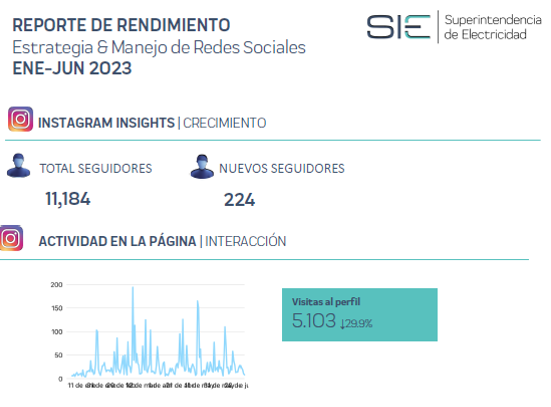 REPORTE DE RENDIMIENTO
Estrategia & Manejo de Redes Sociales
ENE-JUN 2023
SIE
Superintendencia
de Electricidad
INSTAGRAM INSIGHTS | CRECIMIENTO
TOTAL SEGUIDORES
NUEVOS SEGUIDORES
11,184
224
ACTIVIDAD EN LA PÁGINA | INTERACCIÓN
200
150
100
50
0
11 de
Visitas al perfil
5.103 ↓29.9%